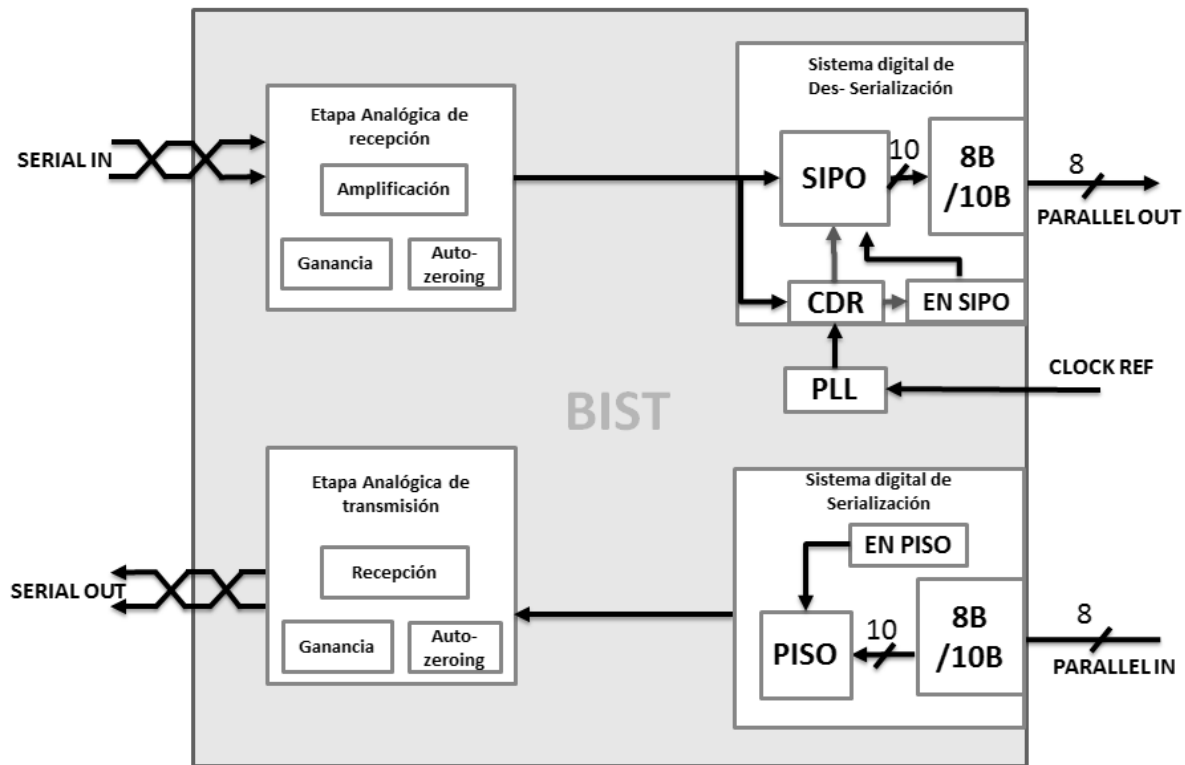 Sistema digital de
Des- Serialización
Etapa Analógica de
recepción
SERIAL IN
Amplificación
Ganancia
Auto-
zeroing
SIPO
10
8B
/10B
8
PARALLEL OUT
CDR
EN SIPO
PLL
CLOCK REF
BIST
Etapa Analógica de
transmisión
SERIAL OUT
Recepción
Ganancia
Auto-
zeroing
Sistema digital de
Serialización
EN PISO
PISO
10
8B
/10B
8
PARALLEL IN